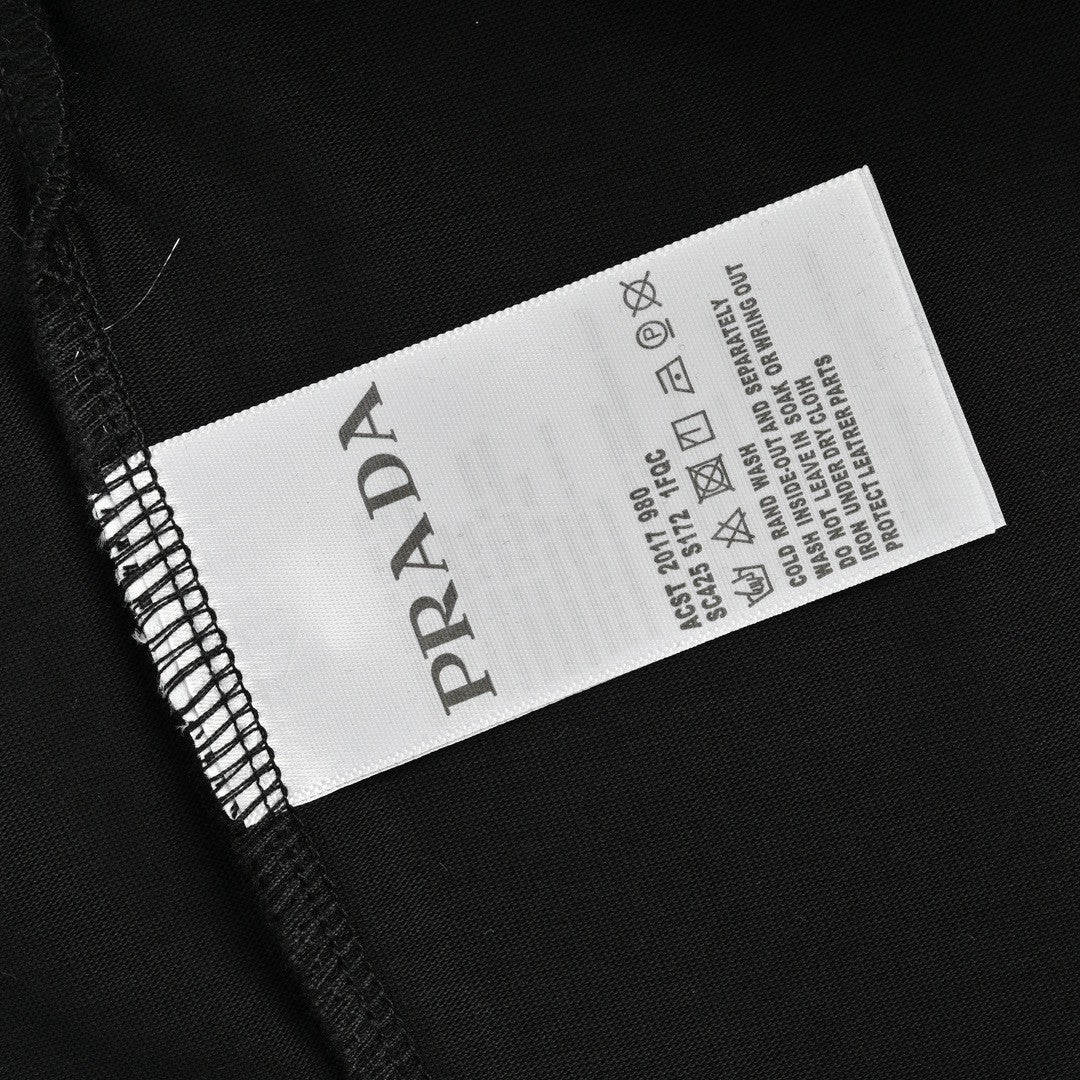 PRADA
ACST 2017 980
SC425 S172 1FQC
COLD RAND WASH
WASH INSIDE-OUT AND SEPARATELY
DO NOT LEAVE IN SOAK OR WRING OUT
IRON UNDER DRY CLOIH
PROTECT LEATRER PARTS